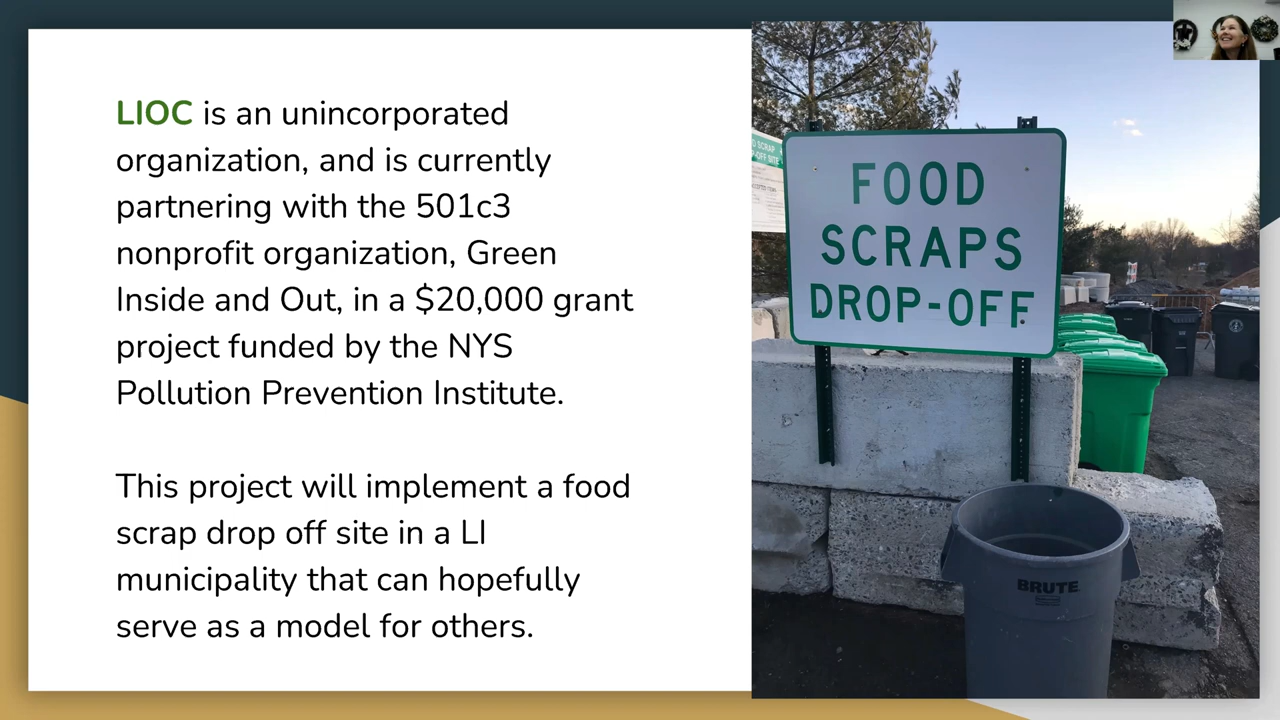 LIOC is an unincorporated
organization, and is currently
partnering with the 501c3
nonprofit organization, Green
Inside and Out, in a $20,000 grant
project funded by the NYS
Pollution Prevention Institute.
This project will implement a food
scrap drop off site in a LI
municipality that can hopefully
serve as a model for others.
FOOD
SCRAPS
DROP-OFF
SCRAP
SITE
BRUTE